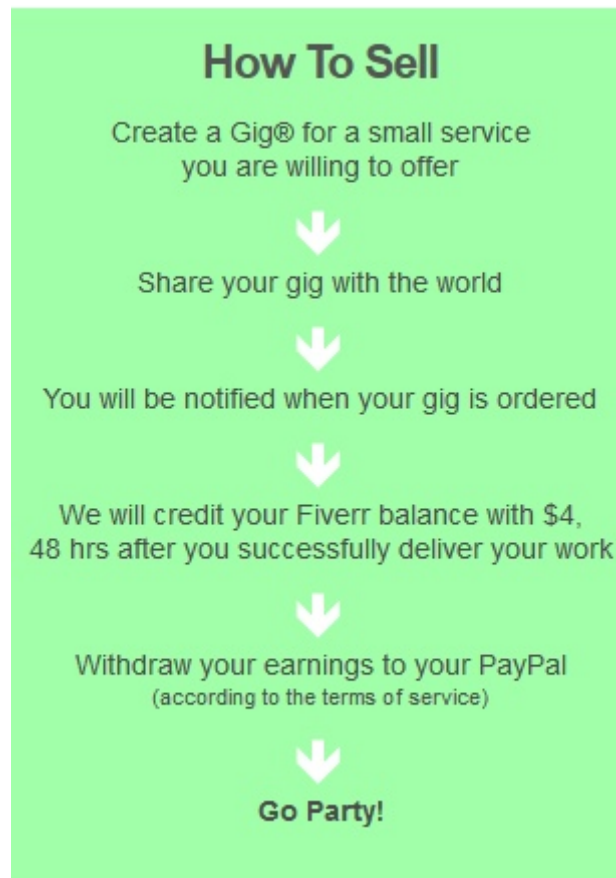 How To Sell
Create a Gig® for a small service
you are willing to offer
Share your gig with the world
You will be notified when your gig is ordered
We will credit your Fiverr balance with $4,
48 hrs after you successfully deliver your work
Withdraw your earnings to your PayPal
(according to the terms of service)
Go Party!